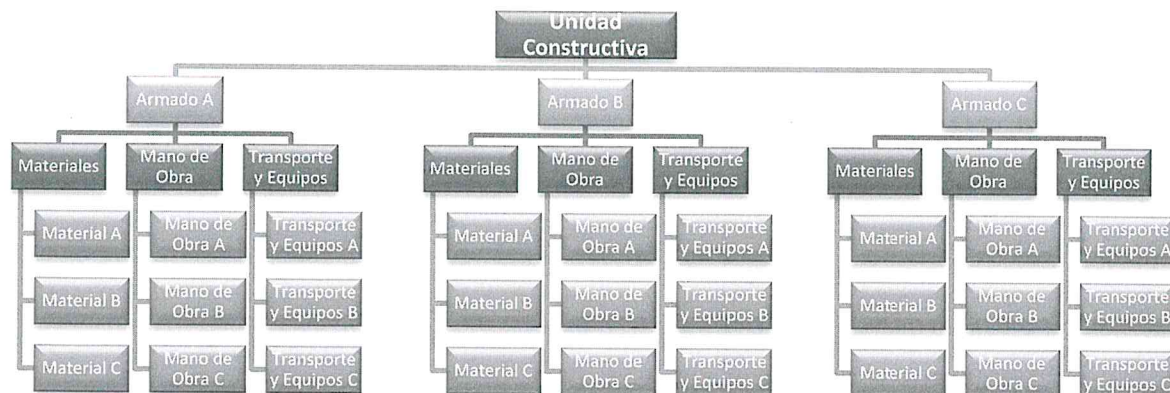 Unidad
Constructiva
Armado A
Armado B
Armado C
Materiales
Mano de
Obra
Transporte
y Equipos
Materiales
Mano de
Obra
Transporte
y Equipos
Materiales
Mano de
Obra
Transporte
y Equipos
Material A
Mano de
Obra A
Transporte
y Equipos A
Material A
Mano de
Obra A
Transporte
y Equipos A
Material A
Mano de
Obra A
Transporte
y Equipos A
Material B
Mano de
Obra B
Transporte
y Equipos B
Material B
Mano de
Obra B
Transporte
y Equipos B
Material B
Mano de
Obra B
Transporte
y Equipos B
Material C
Mano de
Obra C
Transporte
y Equipos C
Material C
Mano de
Obra C
Transporte
y Equipos C
Material C
Mano de
Obra C
Transporte
y Equipos C